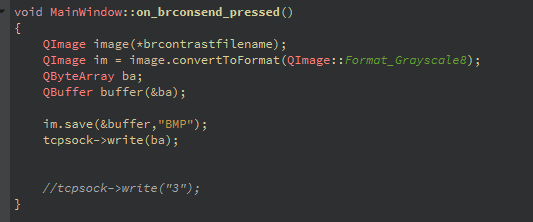 void MainWindow::on_brconsend_pressed()
{
    QImage image(*brcontrastfilename);
    QImage im = image.convertToFormat(QImage::Format_Grayscale8);
    QByteArray ba;
    QBuffer buffer(&ba);

    im.save(&buffer,"BMP");
    tcpsock->write(ba);


    //tcpsock->write("3");
}